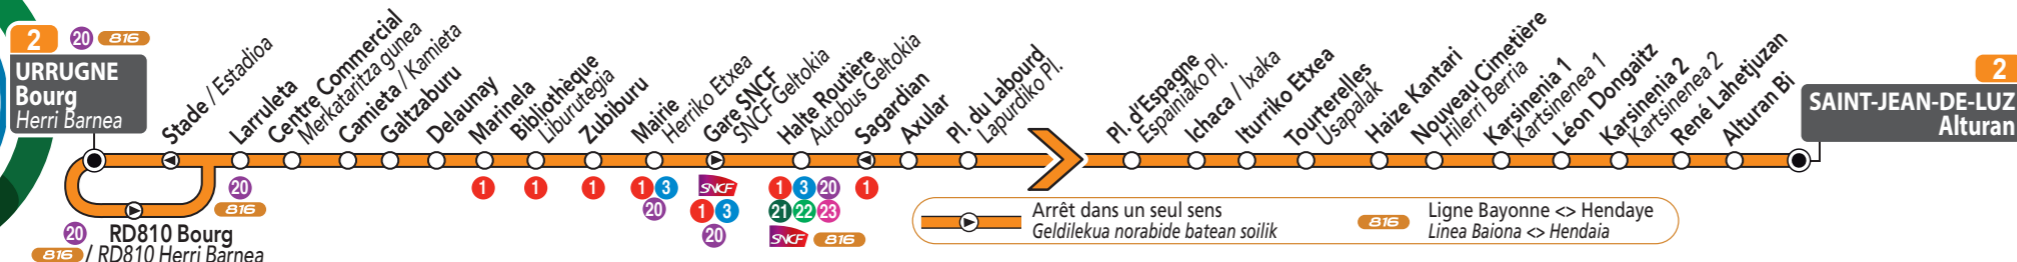 2 20 816
URRUGNE
Bourg
Herri Barnea
Stade / Estadioa
Larruleta
Centre Commercial
Merkataritza gunea
Camieta / Kamieta
Galtzaburu
Delaunay
Marinela
Bibliothèque
Liburutegia
Zubiburu
Mairie
Herriko Etxea
Gare SNCF
SNCF Geltokia
Halte Routière
Autobus Geltokia
Sagardian
Axular
Pl. du Labourd
Lapurdiko Pl.
Pl. d'Espagne
Espainiako Pl.
Ichaca / Ixaka
Iturriko Etxea
Tourterelles
Usapalak
Haize Kantari
Nouveau Cimetière
Hilerri Berria
Karsinenia 1
Kartsinenea 1
Léon Dongaitz
Karsinenia 2
Kartsinenea 2
René Lahetjuzan
Alturan Bi
2
SAINT-JEAN-DE-LUZ
Alturan
20
816
1
1
1
1 3
20
SNCF
1 3
20
1 3 20
21 22 23
SNCF 816
1
20 RD810 Bourg
816 / RD810 Herri Barnea
Arrêt dans un seul sens
Geldilekua norabide batean soilik
816
Ligne Bayonne <> Hendaye
Linea Baiona <> Hendaia